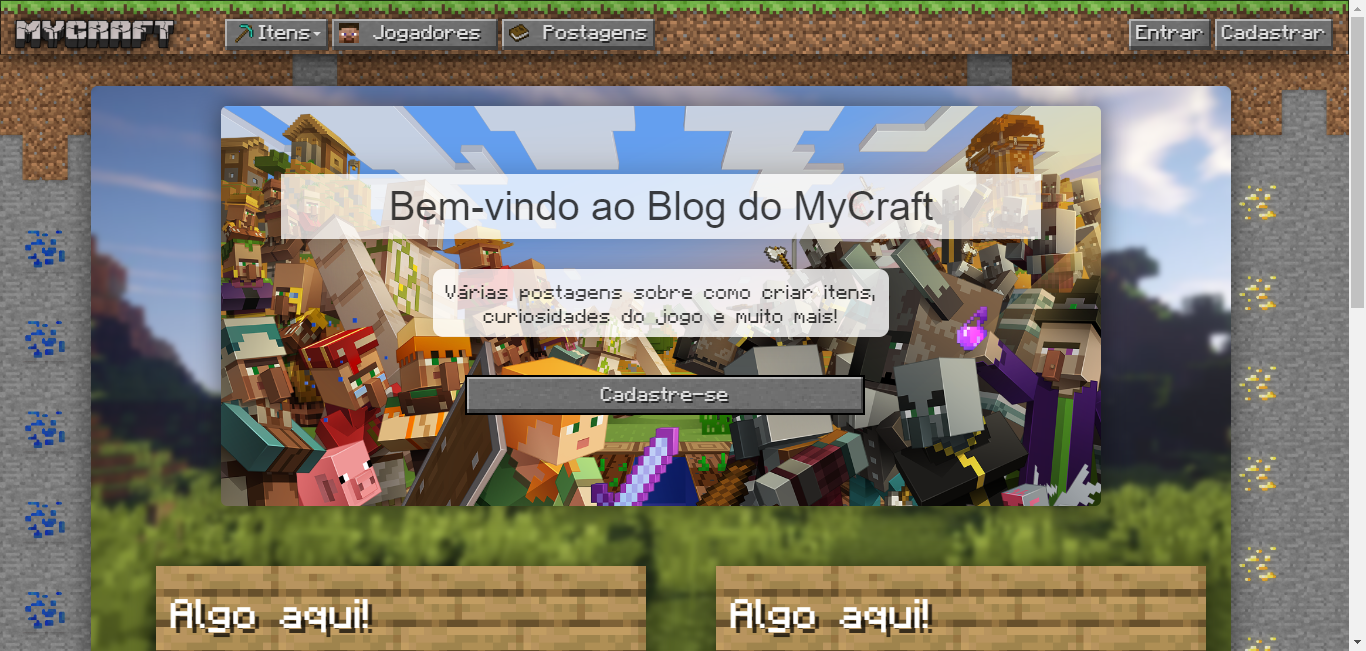 MYCRAFT
Itens
Jogadores
Postagens
Entrar
Cadastrar
Bem-vindo ao Blog do MyCraft
Várias postagens sobre como criar itens,
curiosidades do jogo e muito mais!
Cadastre-se
Algo aqui!
Algo aqui!